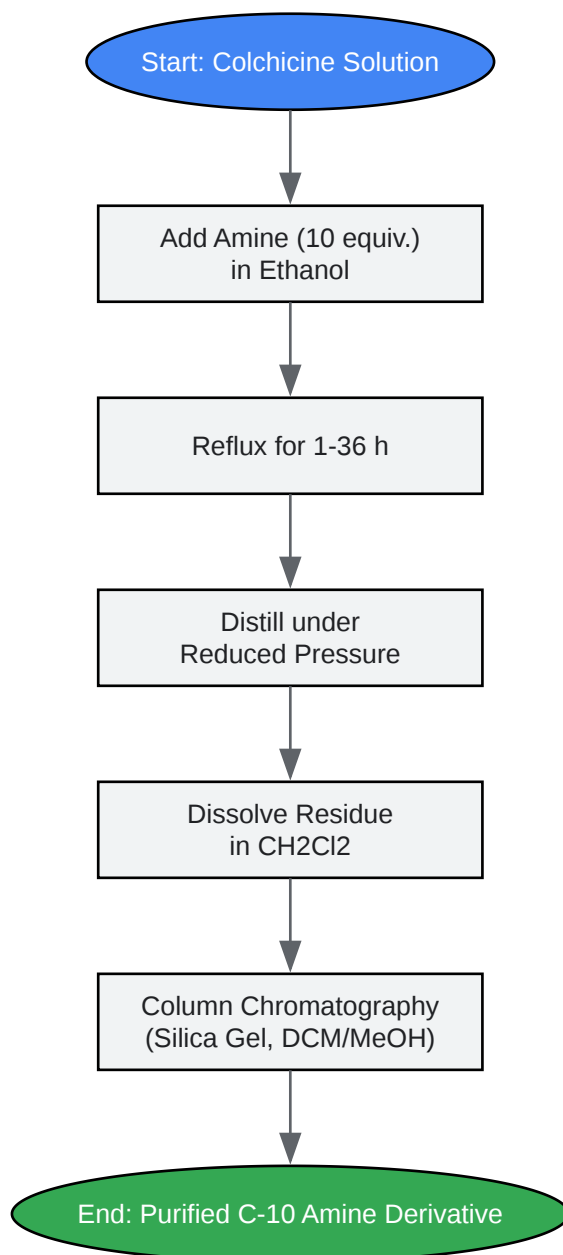 Start: Colchicine Solution
Add Amine (10 equiv.)
in Ethanol
Reflux for 1-36 h
Distill under
Reduced Pressure
Dissolve Residue
in CH2Cl2
Column Chromatography
(Silica Gel, DCM/MeOH)
End: Purified C-10 Amine Derivative